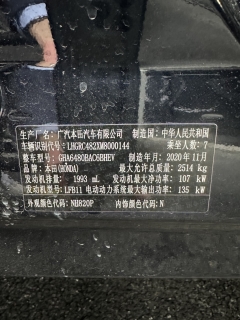 广汽本田汽车有限公司 制造国：中华人民共和国
车辆识别代号：LHGRC482XM8000144 乘坐人数：7
整车型号：GHA6480BAC6BHEV 制造年月：2020年11月
品牌：本田(HONDA) 最大允许总质量：2514 kg
发动机排量：1993 mL 发动机最大净功率：107 kW
发动机型号：LFB11 电动动力系统最大输出功率：135 kW
外观颜色代码：NB820P 内饰颜色代码：N